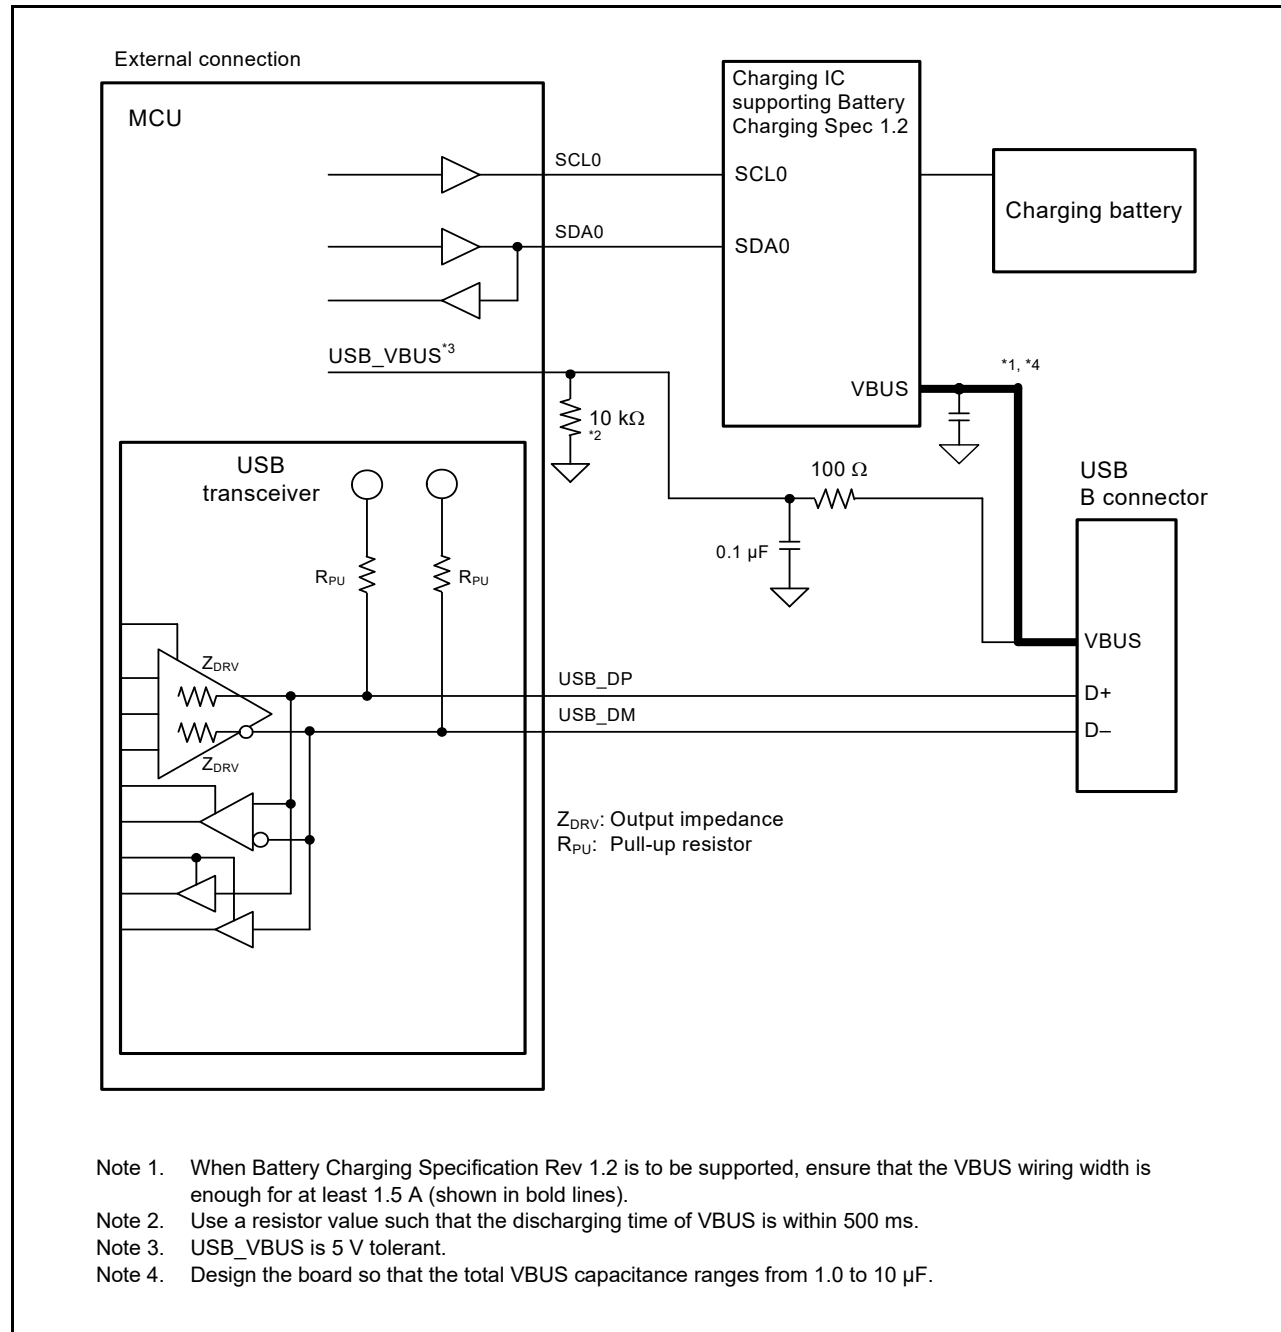 External connection
MCU
Charging IC
supporting Battery
Charging Spec 1.2
SCL0
SCL0
Charging battery
SDA0
SDA0
USB_VBUS*3
*1, *4
VBUS
10 kΩ
*2
USB
transceiver
100 Ω
USB
B connector
0.1 µF
RPU
RPU
VBUS
ZDRV
USB_DP
D+
USB_DM
D–
ZDRV
ZDRV: Output impedance
RPU: Pull-up resistor
Note 1. When Battery Charging Specification Rev 1.2 is to be supported, ensure that the VBUS wiring width is
enough for at least 1.5 A (shown in bold lines).
Note 2. Use a resistor value such that the discharging time of VBUS is within 500 ms.
Note 3. USB_VBUS is 5 V tolerant.
Note 4. Design the board so that the total VBUS capacitance ranges from 1.0 to 10 µF.